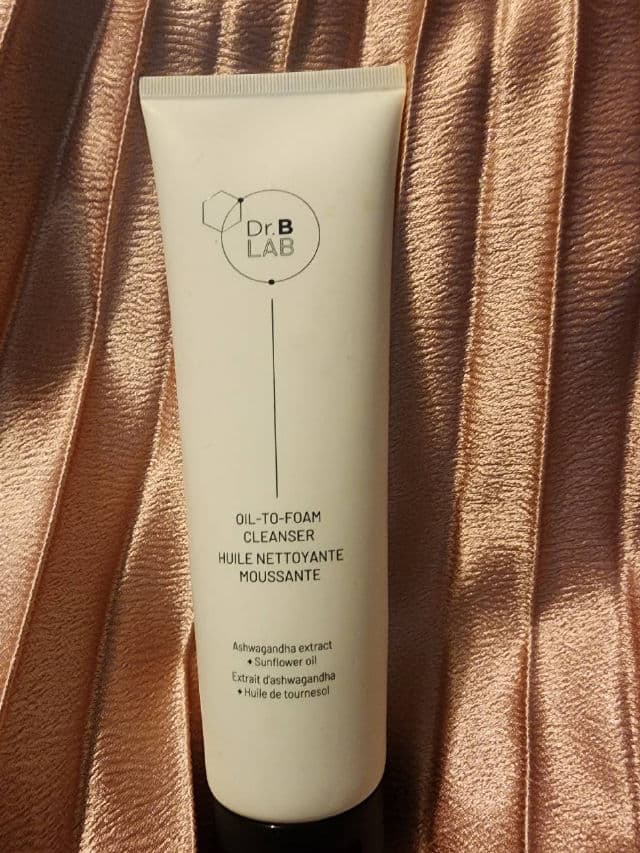 Dr.B
LAB
OIL-TO-FOAM
CLEANSER
HUILE NETTOYANTE
MOUSSANTE
Ashwagandha extract
+ Sunflower oil
Extrait d'ashwagandha
+ Huile de tournesol